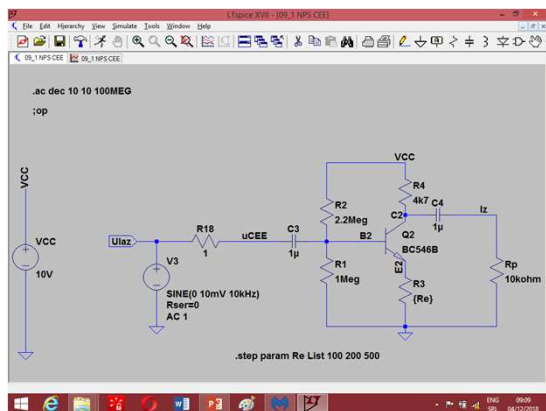 LTspice XVII - [09_1 NPS CEE]
File Edit Hierarchy View Simulate Tools Window Help
09_1 NPS CEE 09_1 NPS CEE
.ac dec 10 10 100MEG
;op
VCC
VCC
10V
Ulaz
V3
SINE(0 10mV 10kHz)
Rser=0
AC 1
R18
1
uCEE
C3
1µ
R2
2.2Meg
R1
1Meg
B2
VCC
R4
4k7
C2
C4
1µ
Iz
Q2
BC546B
E2
R3
{Re}
Rp
10kohm
.step param Re List 100 200 500
ENG 09:09
SRL 04/12/2018